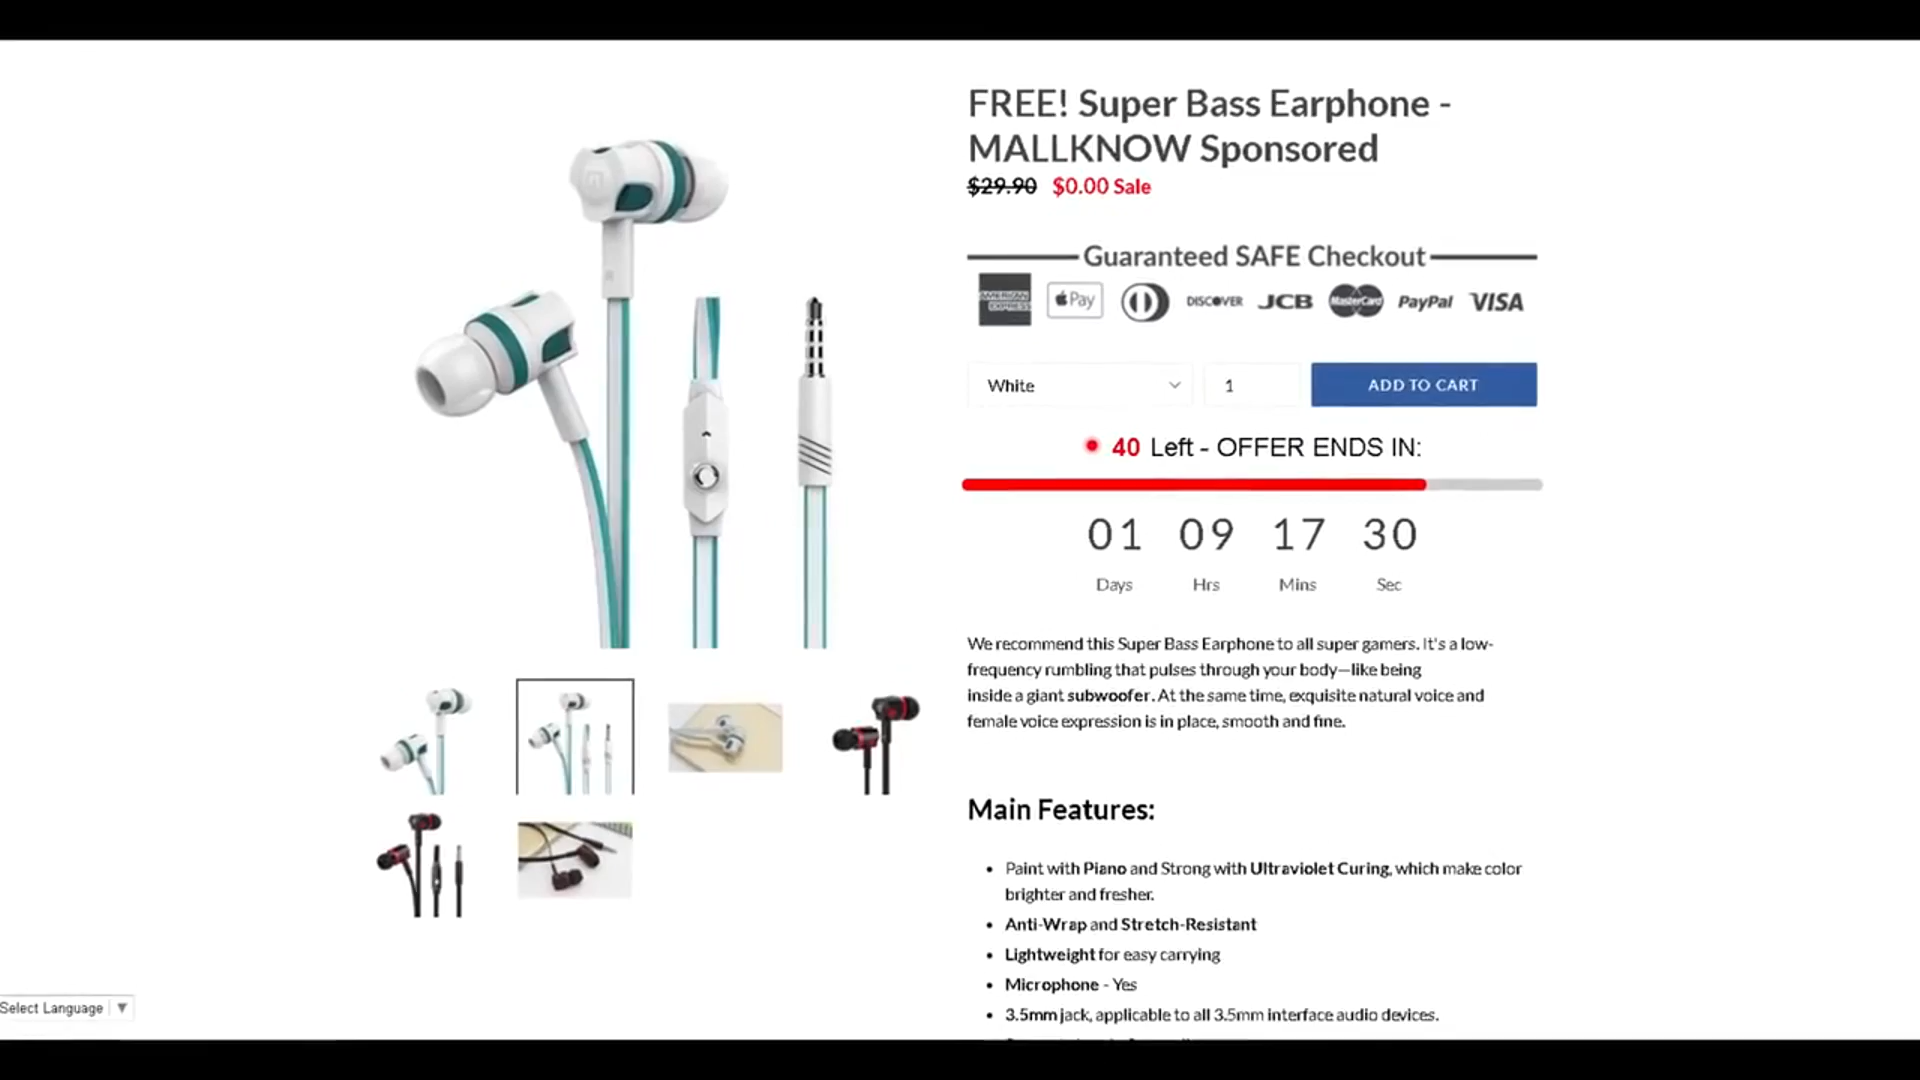 FREE! Super Bass Earphone -
MALLKNOW Sponsored
$29.90 $0.00 Sale
Guaranteed SAFE Checkout
AMERICAN EXPRESS Pay DISCOVER JCB MasterCard PayPal VISA
White 1 ADD TO CART
40 Left - OFFER ENDS IN:
01 09 17 30
Days Hrs Mins Sec
We recommend this Super Bass Earphone to all super gamers. It's a low-
frequency rumbling that pulses through your body—like being
inside a giant subwoofer. At the same time, exquisite natural voice and
female voice expression is in place, smooth and fine.
Main Features:
Paint with Piano and Strong with Ultraviolet Curing, which make color
brighter and fresher.
Anti-Wrap and Stretch-Resistant
Lightweight for easy carrying
Microphone - Yes
Select Language ▼
3.5mm jack, applicable to all 3.5mm interface audio devices.